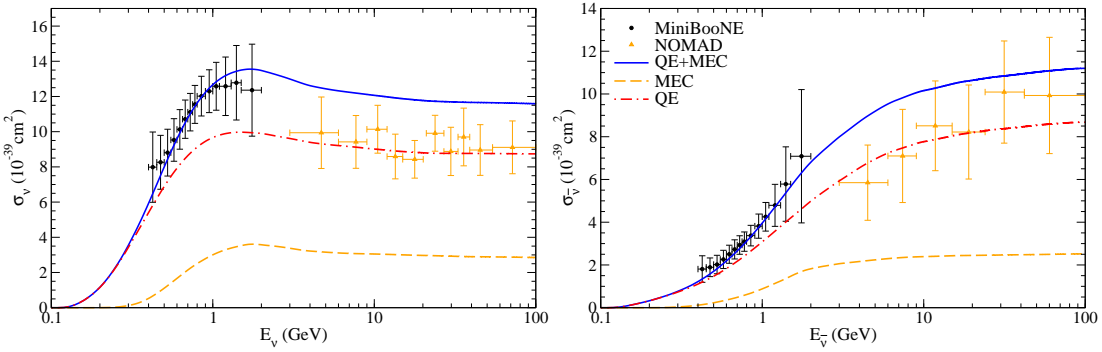 16
14
12
10
8
6
4
2
0
σν (10⁻³⁹ cm²)
0.1 1 10 100
Eν (GeV)
14
12
10
8
6
4
2
0
σν̄ (10⁻³⁹ cm²)
MiniBooNE
NOMAD
QE+MEC
MEC
QE
0.1 1 10 100
Eν̄ (GeV)